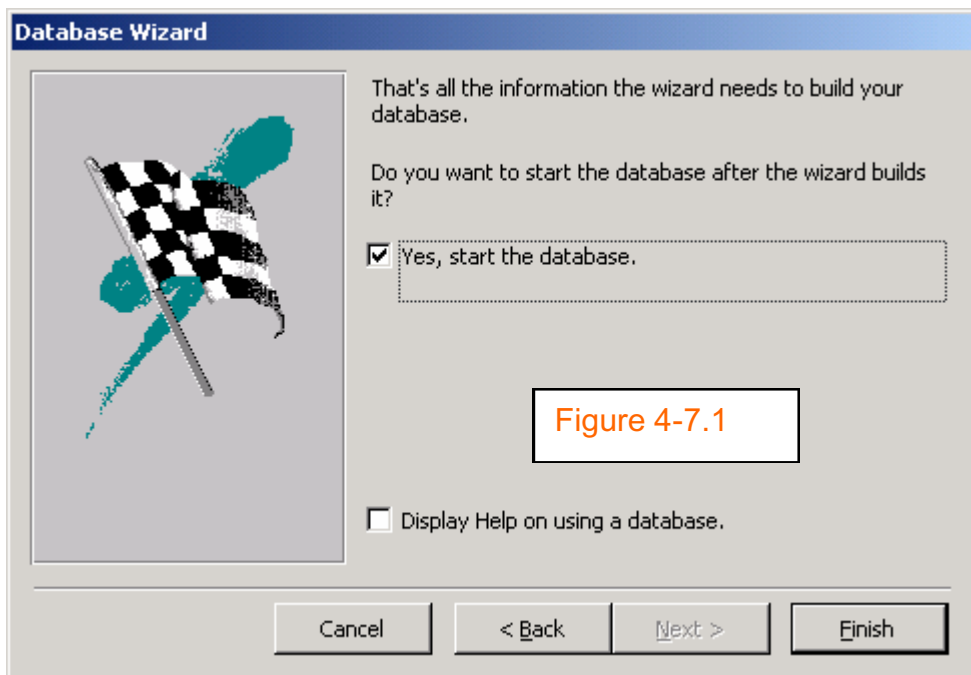 Database Wizard
That's all the information the wizard needs to build your
database.
Do you want to start the database after the wizard builds
it?
Yes, start the database.
Figure 4-7.1
Display Help on using a database.
Cancel
< Back
Next >
Finish